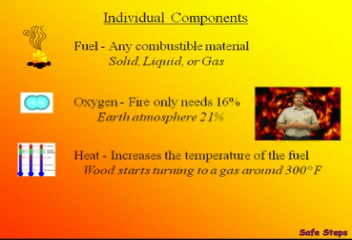 Individual Components
Fuel - Any combustible material
Solid, Liquid, or Gas
Oxygen - Fire only needs 16%
Earth atmosphere 21%
Heat - Increases the temperature of the fuel
Wood starts turning to a gas around 300° F
Safe Steps